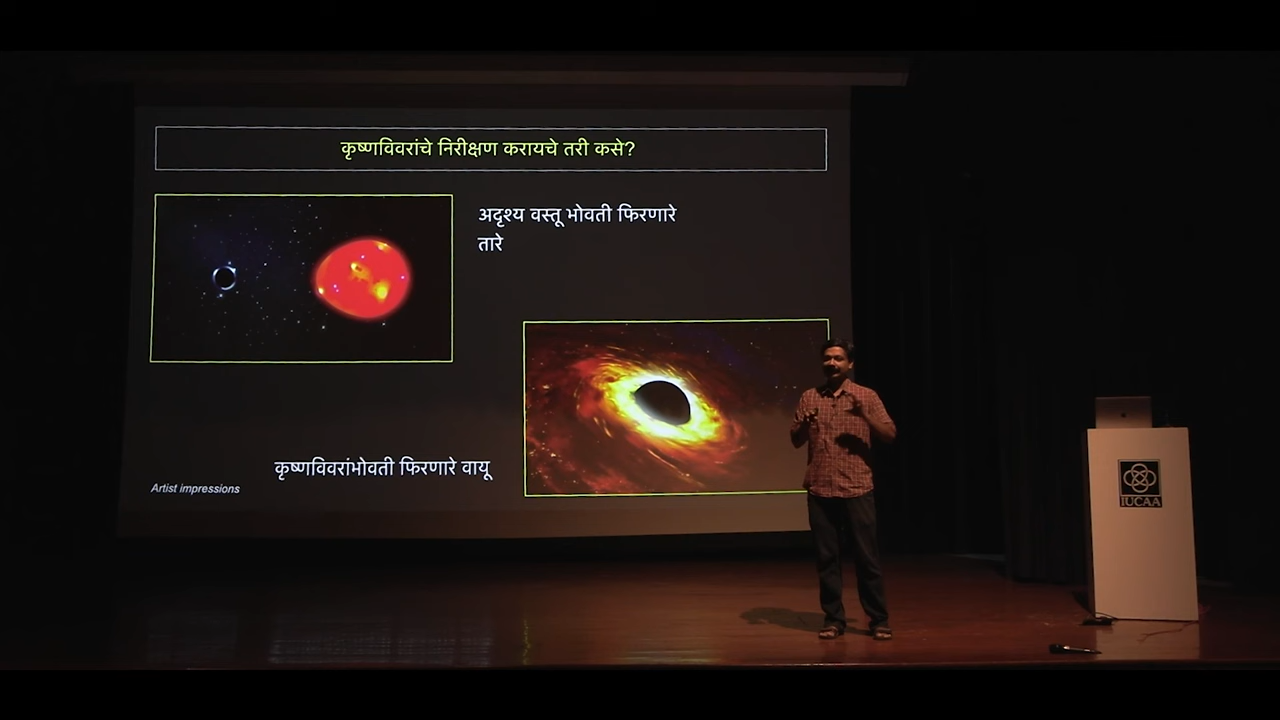 कृष्णविवरांचे निरीक्षण करायचे तरी कसे?
अदृश्य वस्तू भोवती फिरणारे
तारे
कृष्णविवरांभोवती फिरणारे वायू
Artist impressions
IUCAA